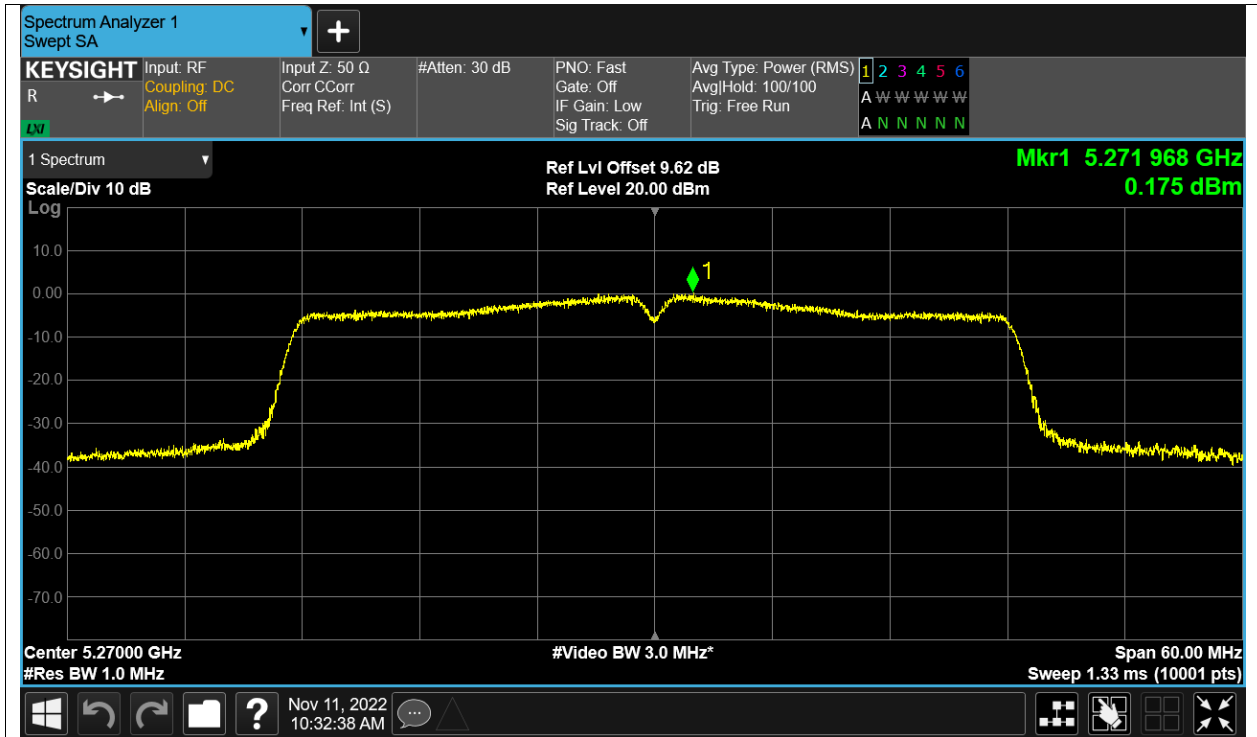 Spectrum Analyzer 1
Swept SA
+
KEYSIGHT
R
LXI
Input: RF
Coupling: DC
Align: Off
Input Z: 50 Ω
Corr CCorr
Freq Ref: Int (S)
#Atten: 30 dB
PNO: Fast
Gate: Off
IF Gain: Low
Sig Track: Off
Avg Type: Power (RMS)
Avg|Hold: 100/100
Trig: Free Run
1 2 3 4 5 6
A W W W W W
A N N N N N
1 Spectrum
Scale/Div 10 dB
Log
Ref Lvl Offset 9.62 dB
Ref Level 20.00 dBm
Mkr1 5.271 968 GHz
0.175 dBm
10.0
0.00
-10.0
-20.0
-30.0
-40.0
-50.0
-60.0
-70.0
1
Center 5.27000 GHz
#Res BW 1.0 MHz
#Video BW 3.0 MHz*
Span 60.00 MHz
Sweep 1.33 ms (10001 pts)
?
Nov 11, 2022
10:32:38 AM